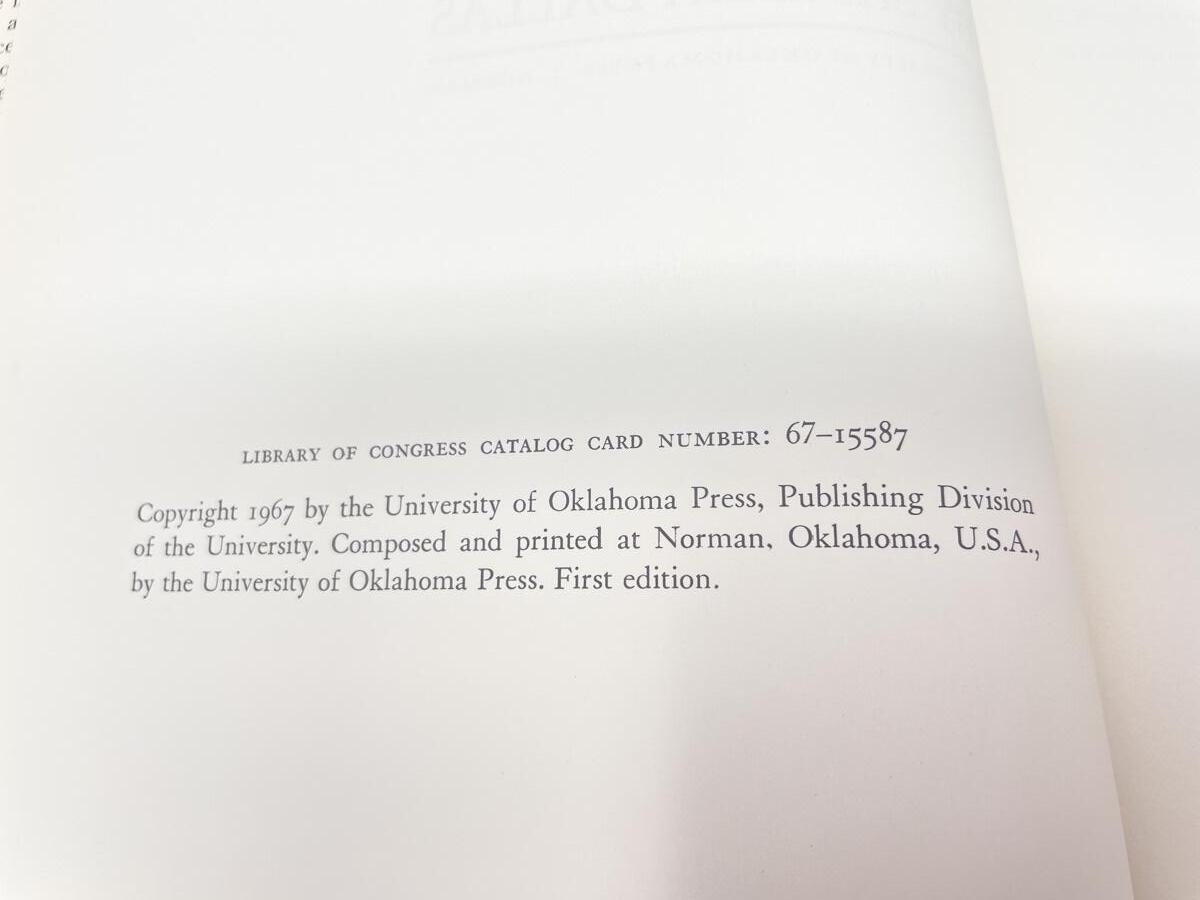 LIBRARY OF CONGRESS CATALOG CARD NUMBER: 67–15587
Copyright 1967 by the University of Oklahoma Press, Publishing Division
of the University. Composed and printed at Norman, Oklahoma, U.S.A.,
by the University of Oklahoma Press. First edition.